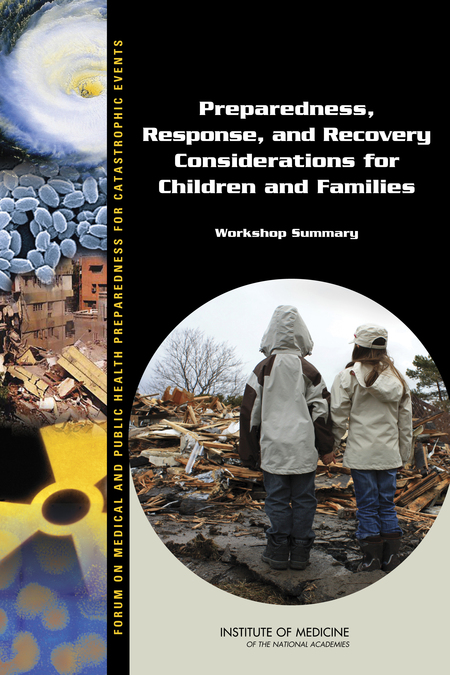 Preparedness,
Response, and Recovery
Considerations for
Children and Families
Workshop Summary
FORUM ON MEDICAL AND PUBLIC HEALTH PREPAREDNESS FOR CATASTROPHIC EVENTS
INSTITUTE OF MEDICINE
OF THE NATIONAL ACADEMIES